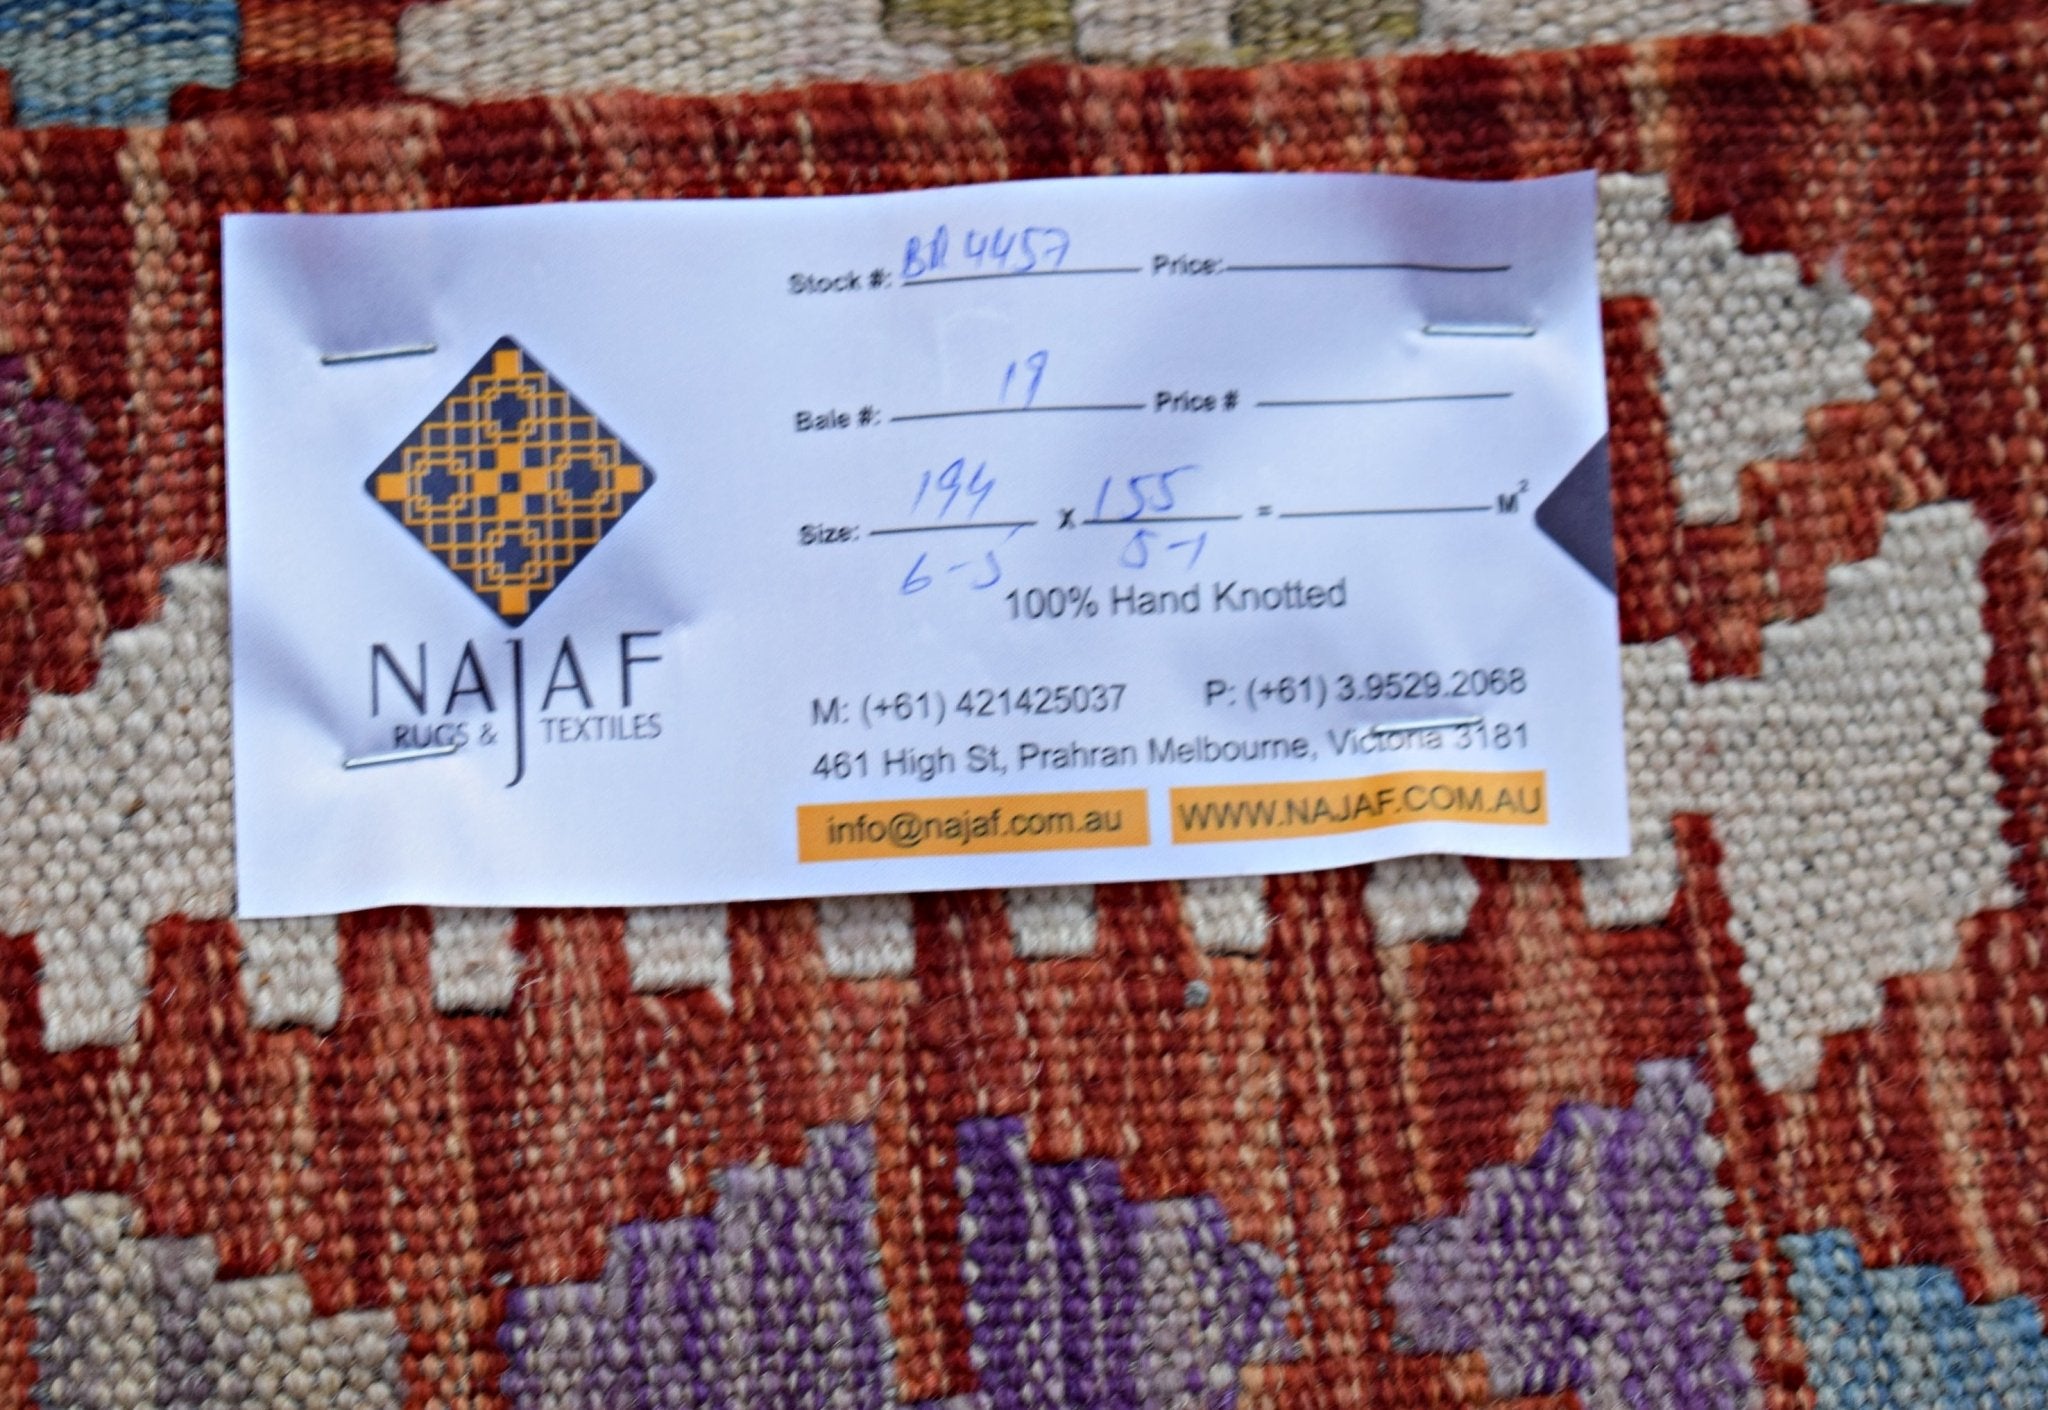 Stock #: BR 4457 Price:
Bale #: 19 Price #
Size: 194 x 155 = M²
6-5 5-1
100% Hand Knotted
NAJAF
RUGS & TEXTILES
M: (+61) 421425037 P: (+61) 3.9529.2068
461 High St, Prahran Melbourne, Victoria 3181
info@najaf.com.au WWW.NAJAF.COM.AU